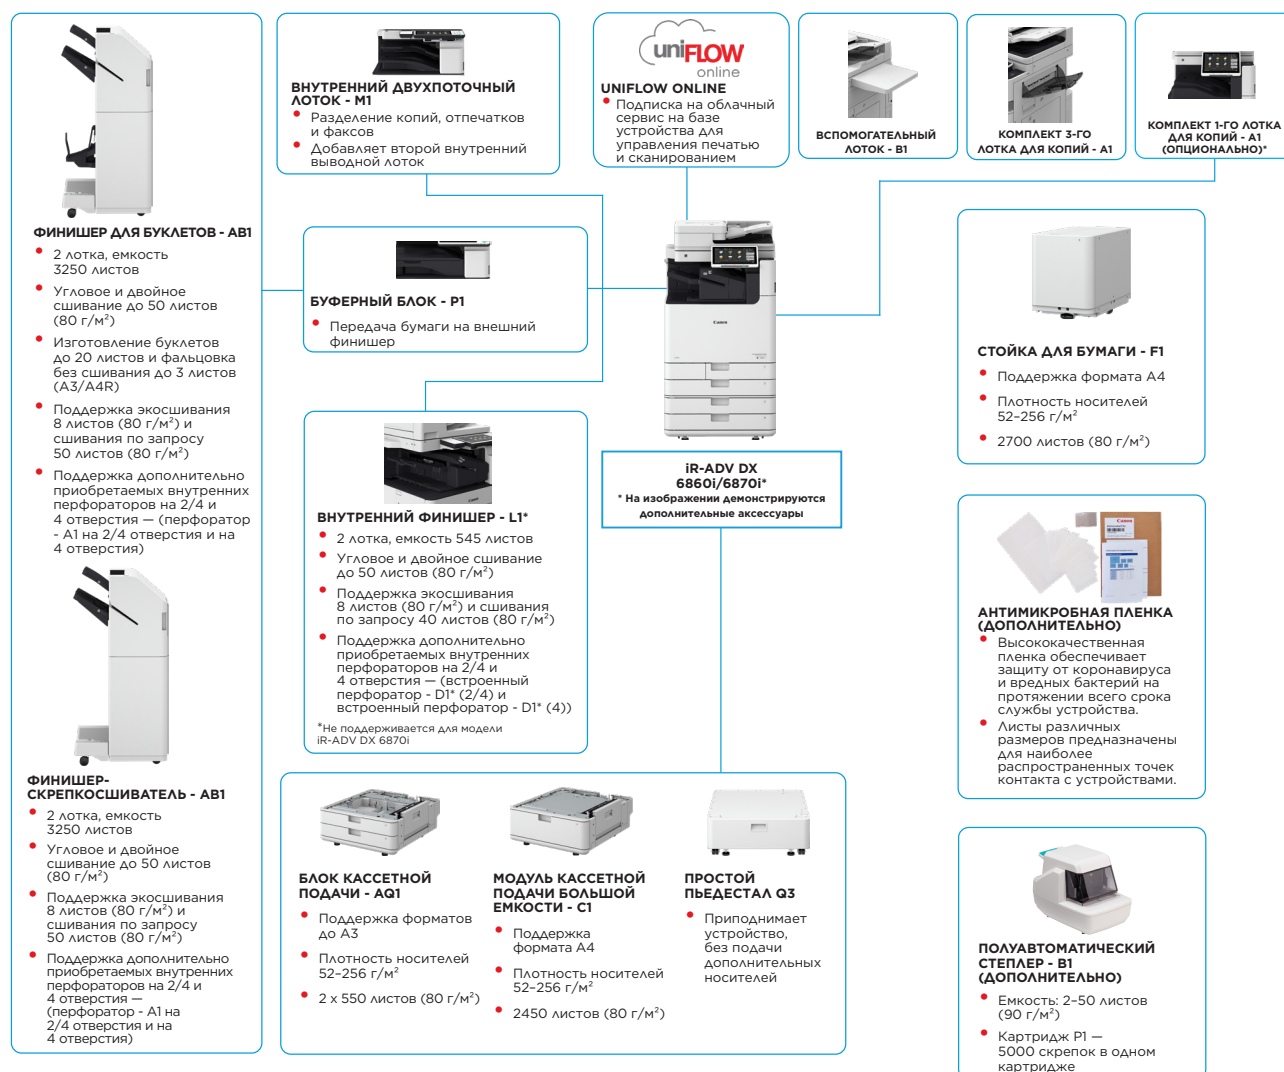 ФИНИШЕР ДЛЯ БУКЛЕТОВ - AB1
2 лотка, емкость
3250 листов
Угловое и двойное
сшивание до 50 листов
(80 г/м²)
Изготовление буклетов
до 20 листов и фальцовка
без сшивания до 3 листов
(A3/A4R)
Поддержка экосшивания
8 листов (80 г/м²) и
сшивания по запросу
50 листов (80 г/м²)
Поддержка дополнительно
приобретаемых внутренних
перфораторов на 2/4 и
4 отверстия — (перфоратор
- A1 на 2/4 отверстия и на
4 отверстия)
ФИНИШЕР-
СКРЕПКОСШИВАТЕЛЬ - AB1
2 лотка, емкость
3250 листов
Угловое и двойное
сшивание до 50 листов
(80 г/м²)
Поддержка экосшивания
8 листов (80 г/м²) и
сшивания по запросу
50 листов (80 г/м²)
Поддержка дополнительно
приобретаемых внутренних
перфораторов на 2/4 и
4 отверстия —
(перфоратор - A1 на
2/4 отверстия и на
4 отверстия)
ВНУТРЕННИЙ ДВУХПОТОЧНЫЙ
ЛОТОК - M1
Разделение копий, отпечатков
и факсов
Добавляет второй внутренний
выводной лоток
БУФЕРНЫЙ БЛОК - P1
Передача бумаги на внешний
финишер
ВНУТРЕННИЙ ФИНИШЕР - L1*
2 лотка, емкость 545 листов
Угловое и двойное сшивание
до 50 листов (80 г/м²)
Поддержка экосшивания
8 листов (80 г/м²) и сшивания
по запросу 40 листов (80 г/м²)
Поддержка дополнительно
приобретаемых внутренних
перфораторов на 2/4 и
4 отверстия — (встроенный
перфоратор - D1* (2/4) и
встроенный перфоратор - D1* (4))
*Не поддерживается для модели
iR-ADV DX 6870i
uniFLOW
online
UNIFLOW ONLINE
Подписка на облачный
сервис на базе
устройства для
управления печатью
и сканированием
ВСПОМОГАТЕЛЬНЫЙ
ЛОТОК - B1
КОМПЛЕКТ 3-ГО
ЛОТКА ДЛЯ КОПИЙ - A1
КОМПЛЕКТ 1-ГО ЛОТКА
ДЛЯ КОПИЙ - A1
(ОПЦИОНАЛЬНО)*
Canon
iR-ADV DX
6860i/6870i*
* На изображении демонстрируются
дополнительные аксессуары
БЛОК КАССЕТНОЙ
ПОДАЧИ - AQ1
Поддержка форматов
до A3
Плотность носителей
52–256 г/м²
2 x 550 листов (80 г/м²)
МОДУЛЬ КАССЕТНОЙ
ПОДАЧИ БОЛЬШОЙ
ЕМКОСТИ - C1
Поддержка
формата A4
Плотность носителей
52–256 г/м²
2450 листов (80 г/м²)
ПРОСТОЙ
ПЬЕДЕСТАЛ Q3
Приподнимает
устройство,
без подачи
дополнительных
носителей
СТОЙКА ДЛЯ БУМАГИ - F1
Поддержка формата A4
Плотность носителей
52–256 г/м²
2700 листов (80 г/м²)
Canon
АНТИМИКРОБНАЯ ПЛЕНКА
(ДОПОЛНИТЕЛЬНО)
Высококачественная
пленка обеспечивает
защиту от коронавируса
и вредных бактерий на
протяжении всего срока
службы устройства.
Листы различных
размеров предназначены
для наиболее
распространенных точек
контакта с устройствами.
ПОЛУАВТОМАТИЧЕСКИЙ
СТЕПЛЕР - B1
(ДОПОЛНИТЕЛЬНО)
Емкость: 2–50 листов
(90 г/м²)
Картридж P1 —
5000 скрепок в одном
картридже